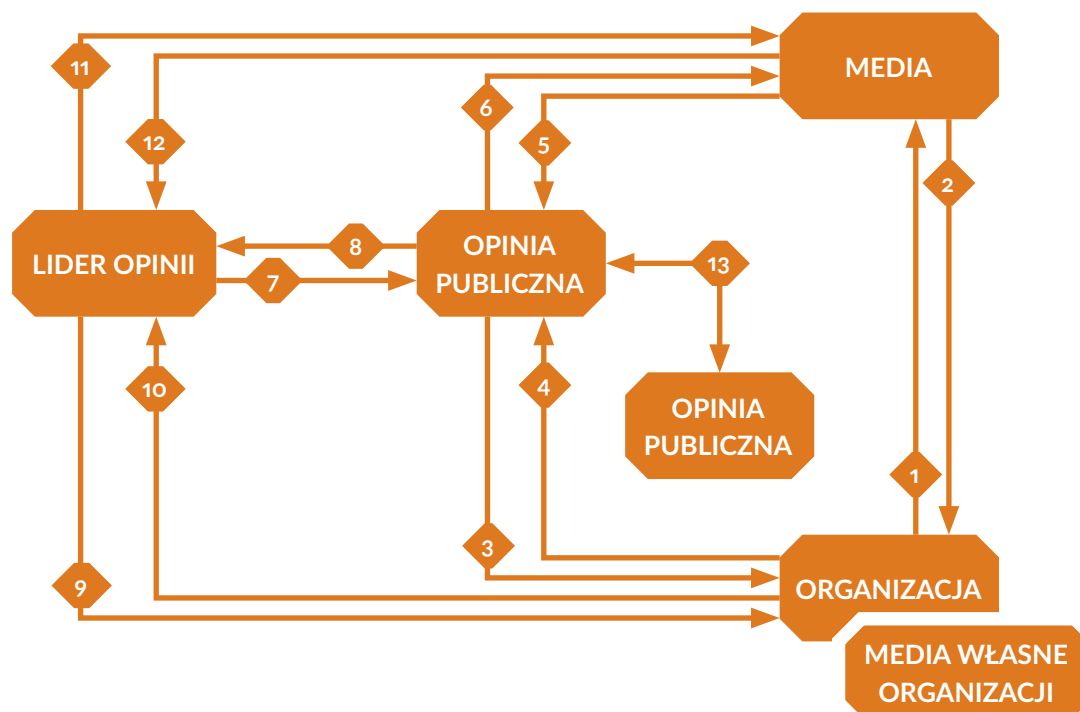 11
MEDIA
6
12
5
2
LIDER OPINII
8
7
OPINIA
PUBLICZNA
13
10
4
OPINIA
PUBLICZNA
1
3
9
ORGANIZACJA
MEDIA WŁASNE
ORGANIZACJI